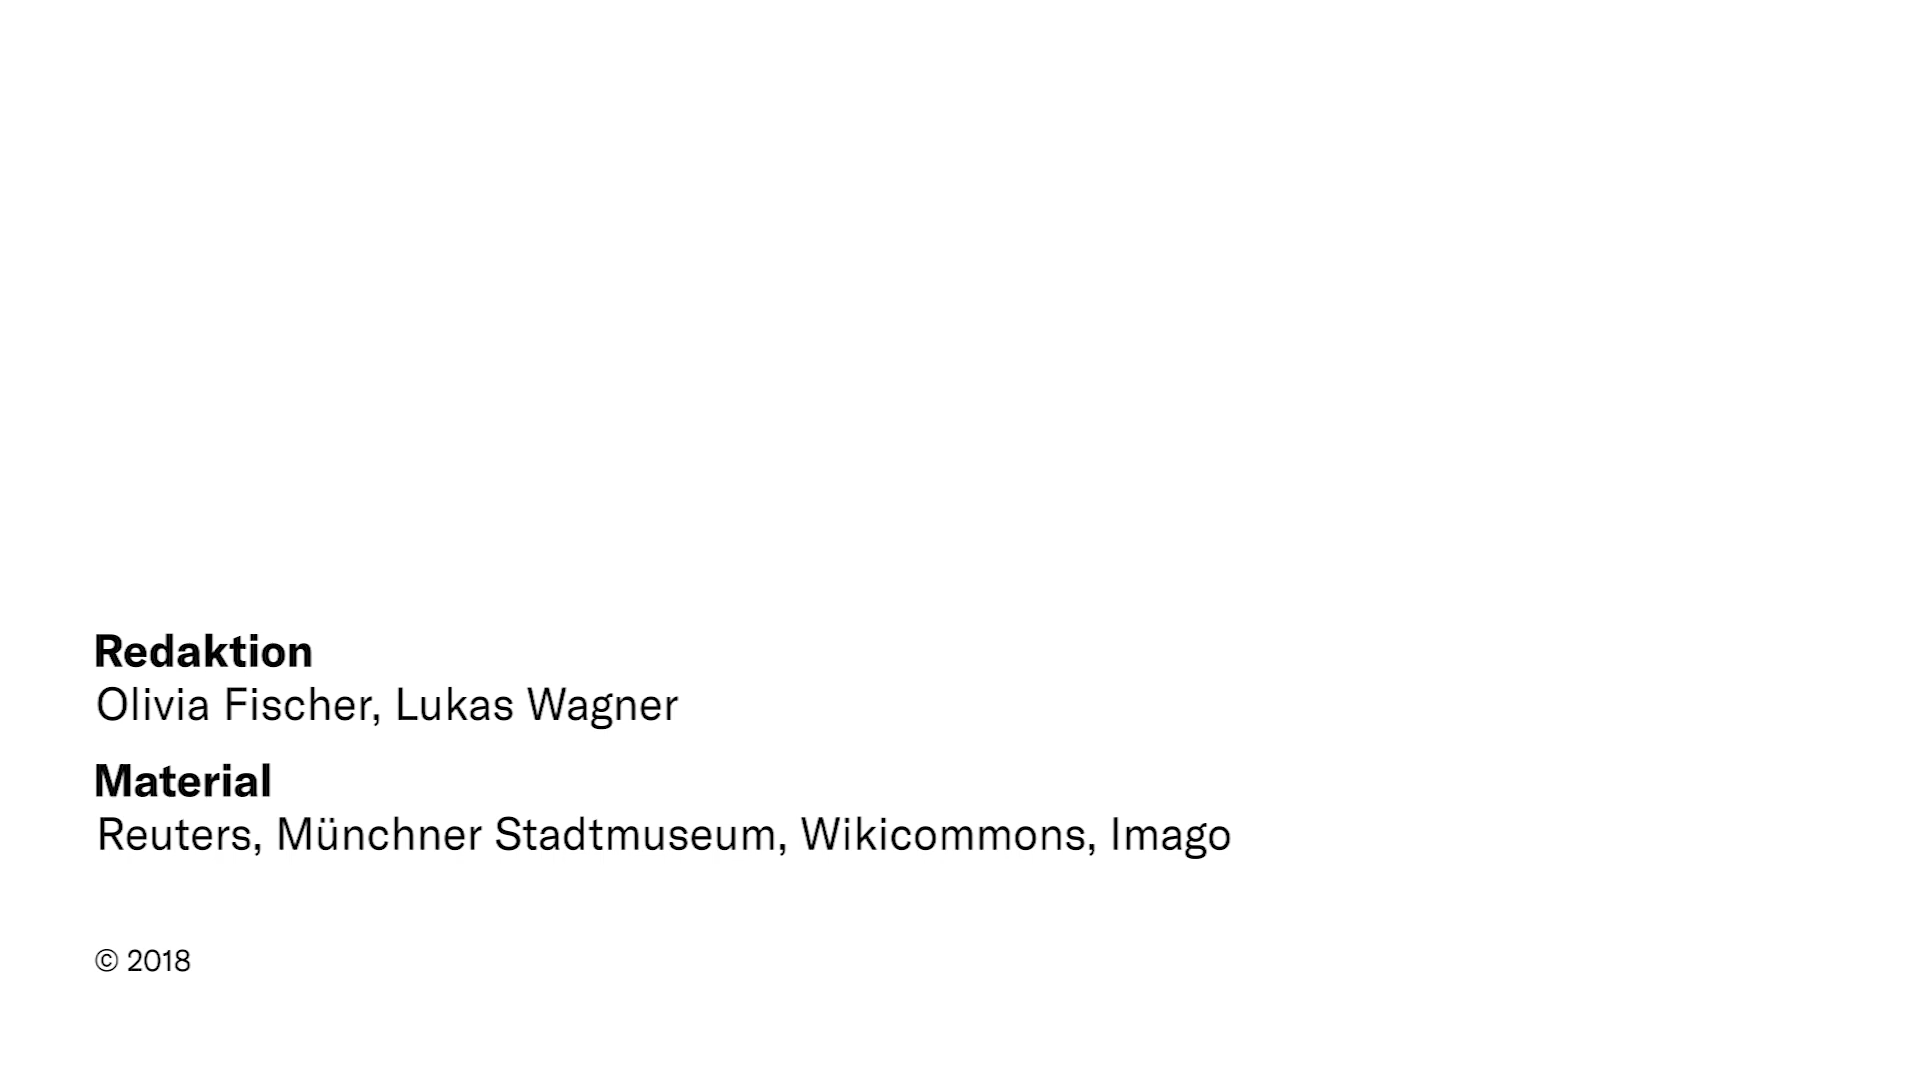 Redaktion
Olivia Fischer, Lukas Wagner
Material
Reuters, Münchner Stadtmuseum, Wikicommons, Imago
© 2018